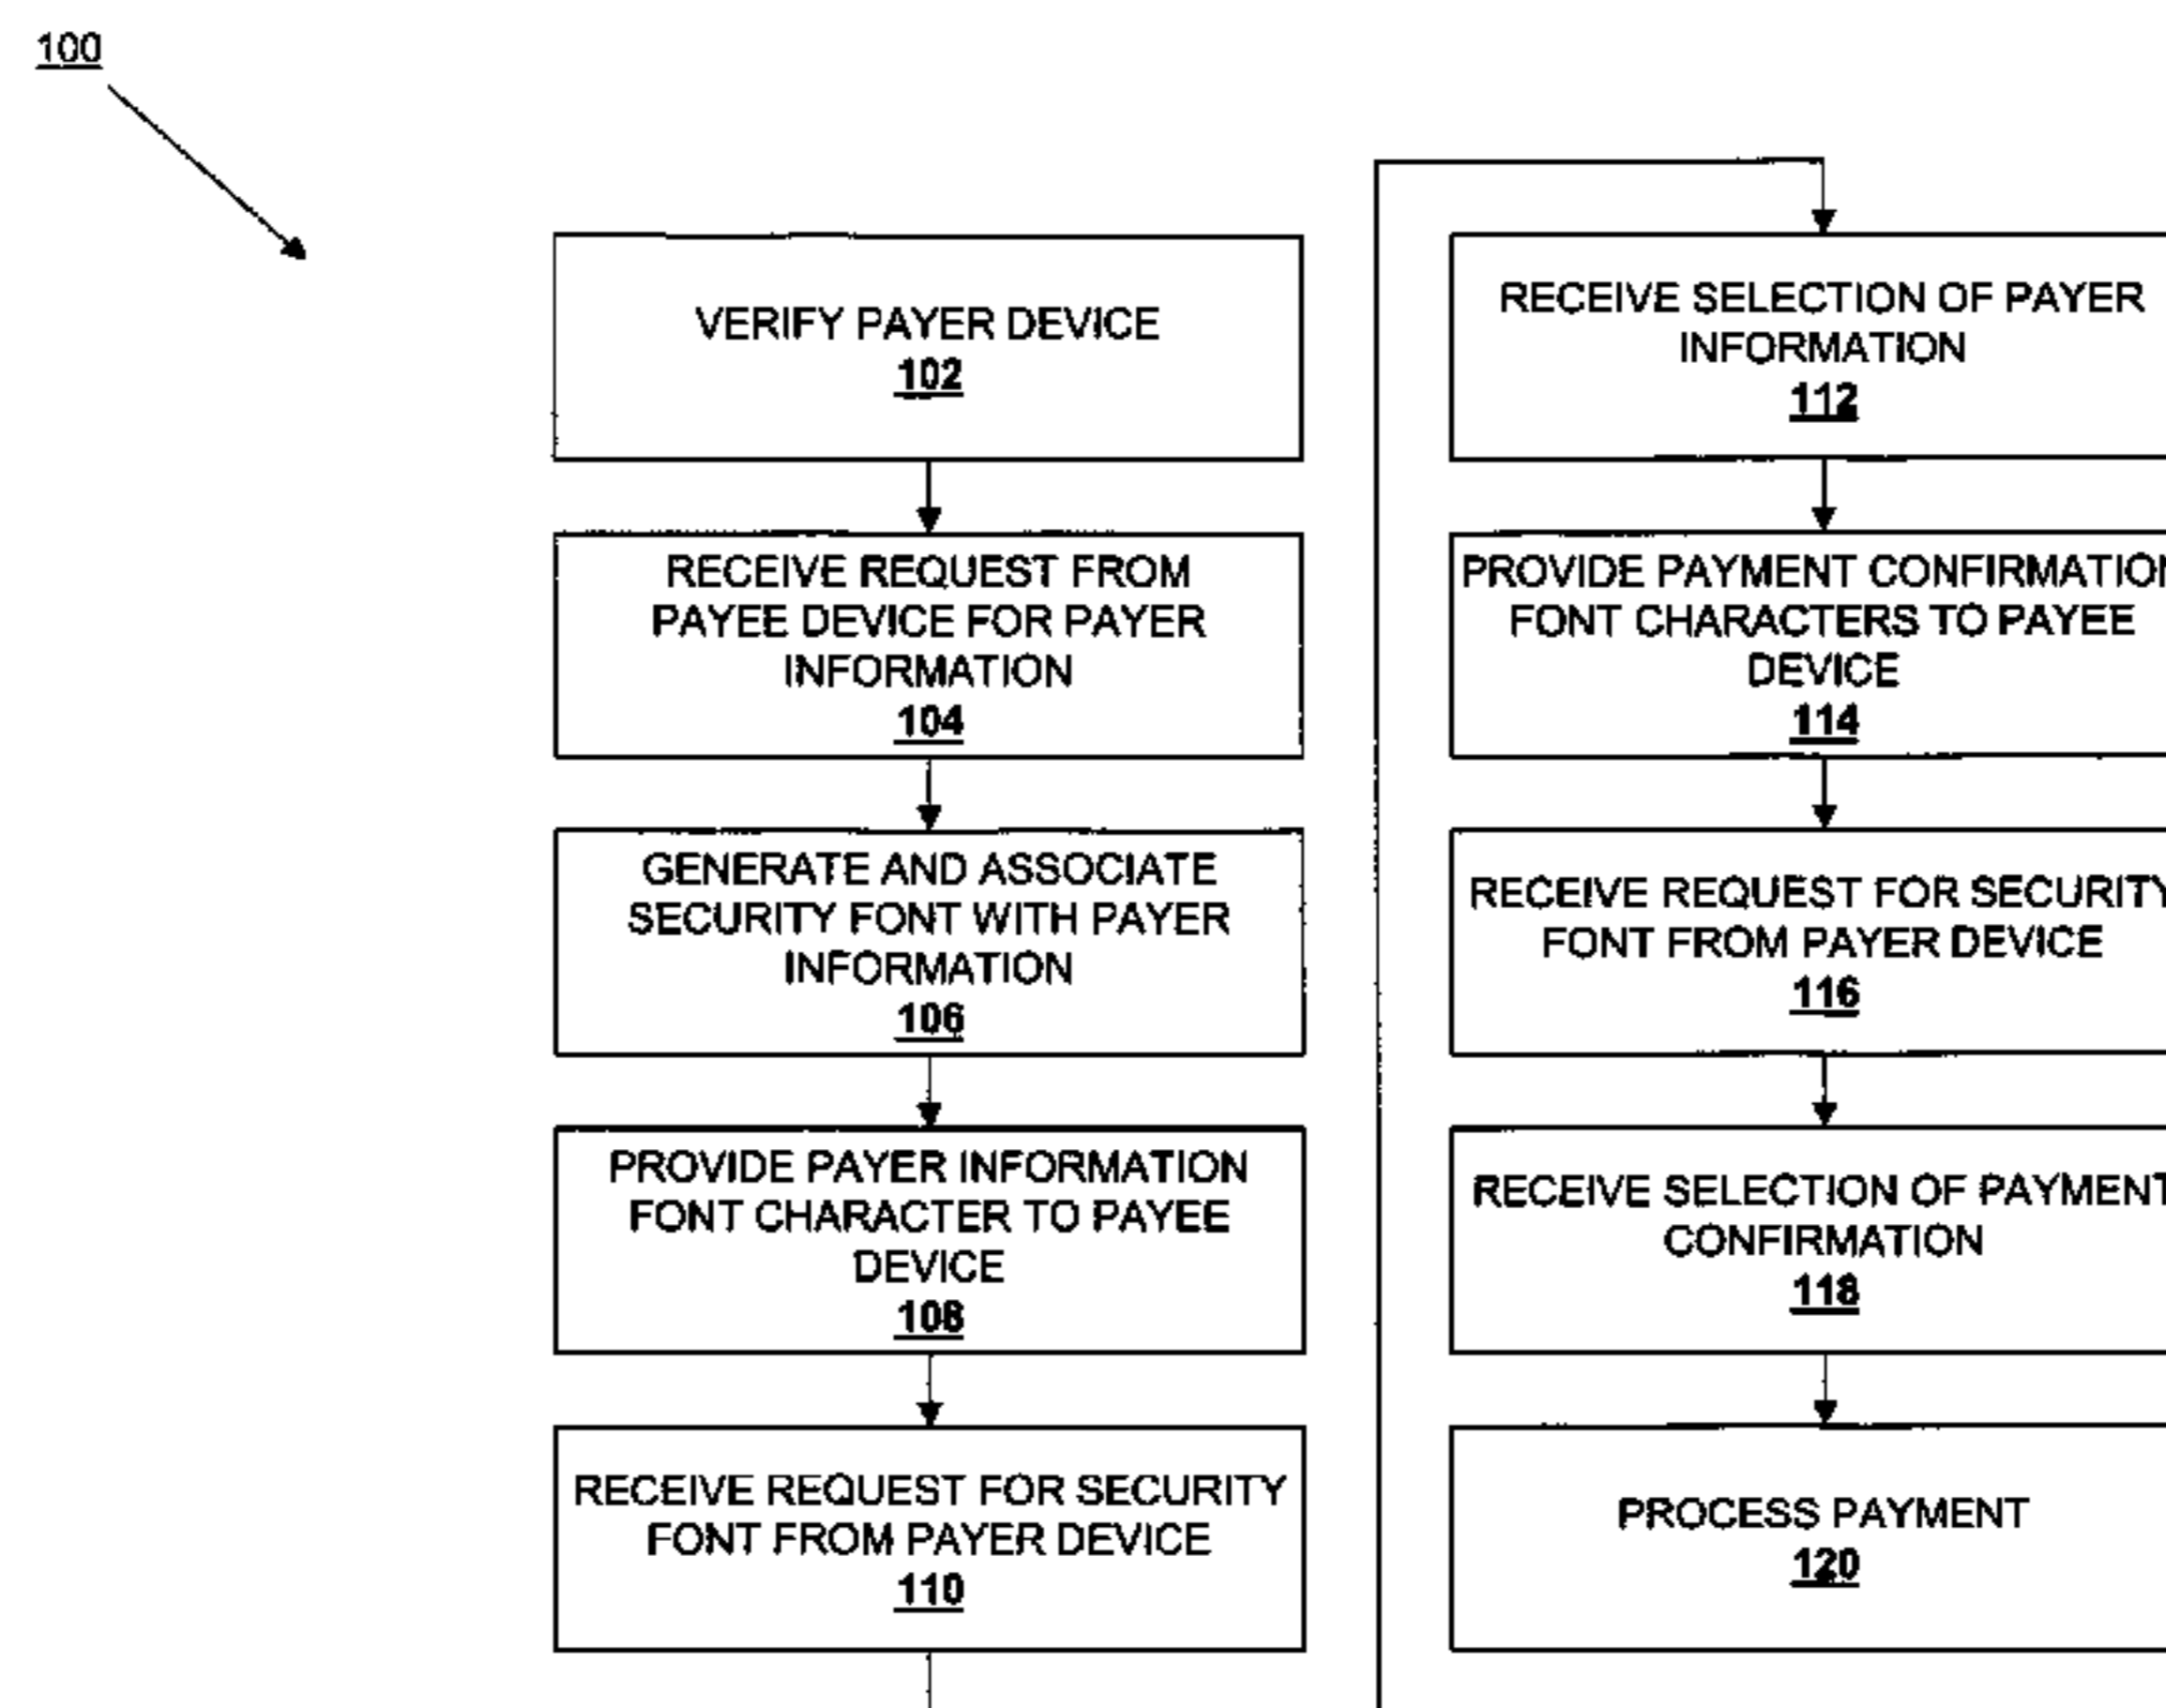 100
VERIFY PAYER DEVICE
102
RECEIVE REQUEST FROM
PAYEE DEVICE FOR PAYER
INFORMATION
104
GENERATE AND ASSOCIATE
SECURITY FONT WITH PAYER
INFORMATION
106
PROVIDE PAYER INFORMATION
FONT CHARACTER TO PAYEE
DEVICE
108
RECEIVE REQUEST FOR SECURITY
FONT FROM PAYER DEVICE
110
RECEIVE SELECTION OF PAYER
INFORMATION
112
PROVIDE PAYMENT CONFIRMATION
FONT CHARACTERS TO PAYEE
DEVICE
114
RECEIVE REQUEST FOR SECURITY
FONT FROM PAYER DEVICE
116
RECEIVE SELECTION OF PAYMENT
CONFIRMATION
118
PROCESS PAYMENT
120